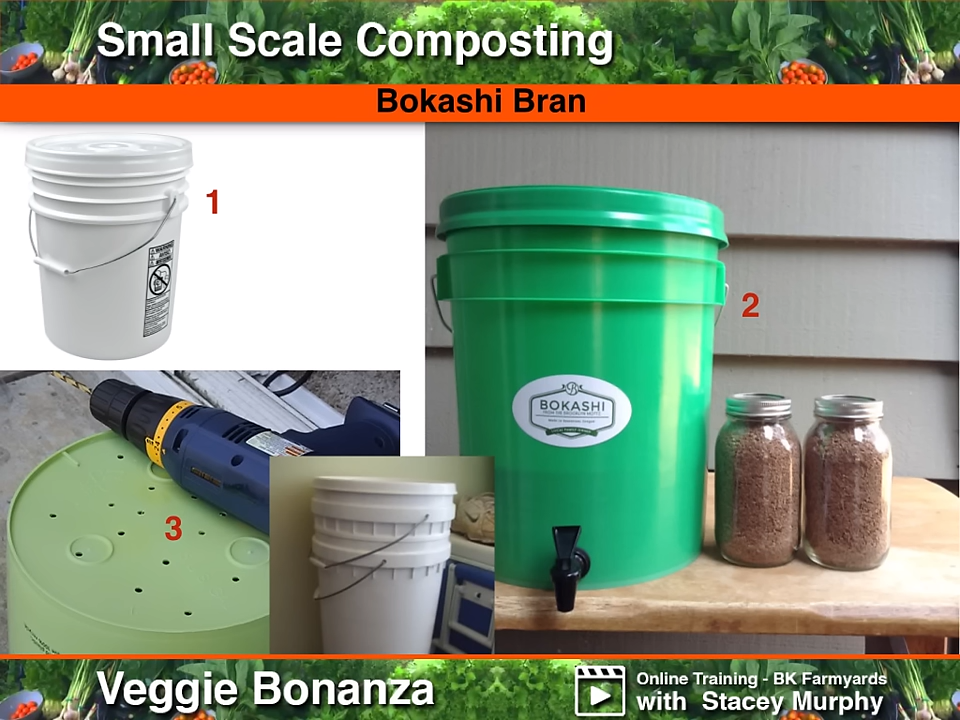 Small Scale Composting
Bokashi Bran
1
2
BOKASHI
3
Veggie Bonanza
Online Training - BK Farmyards
with Stacey Murphy